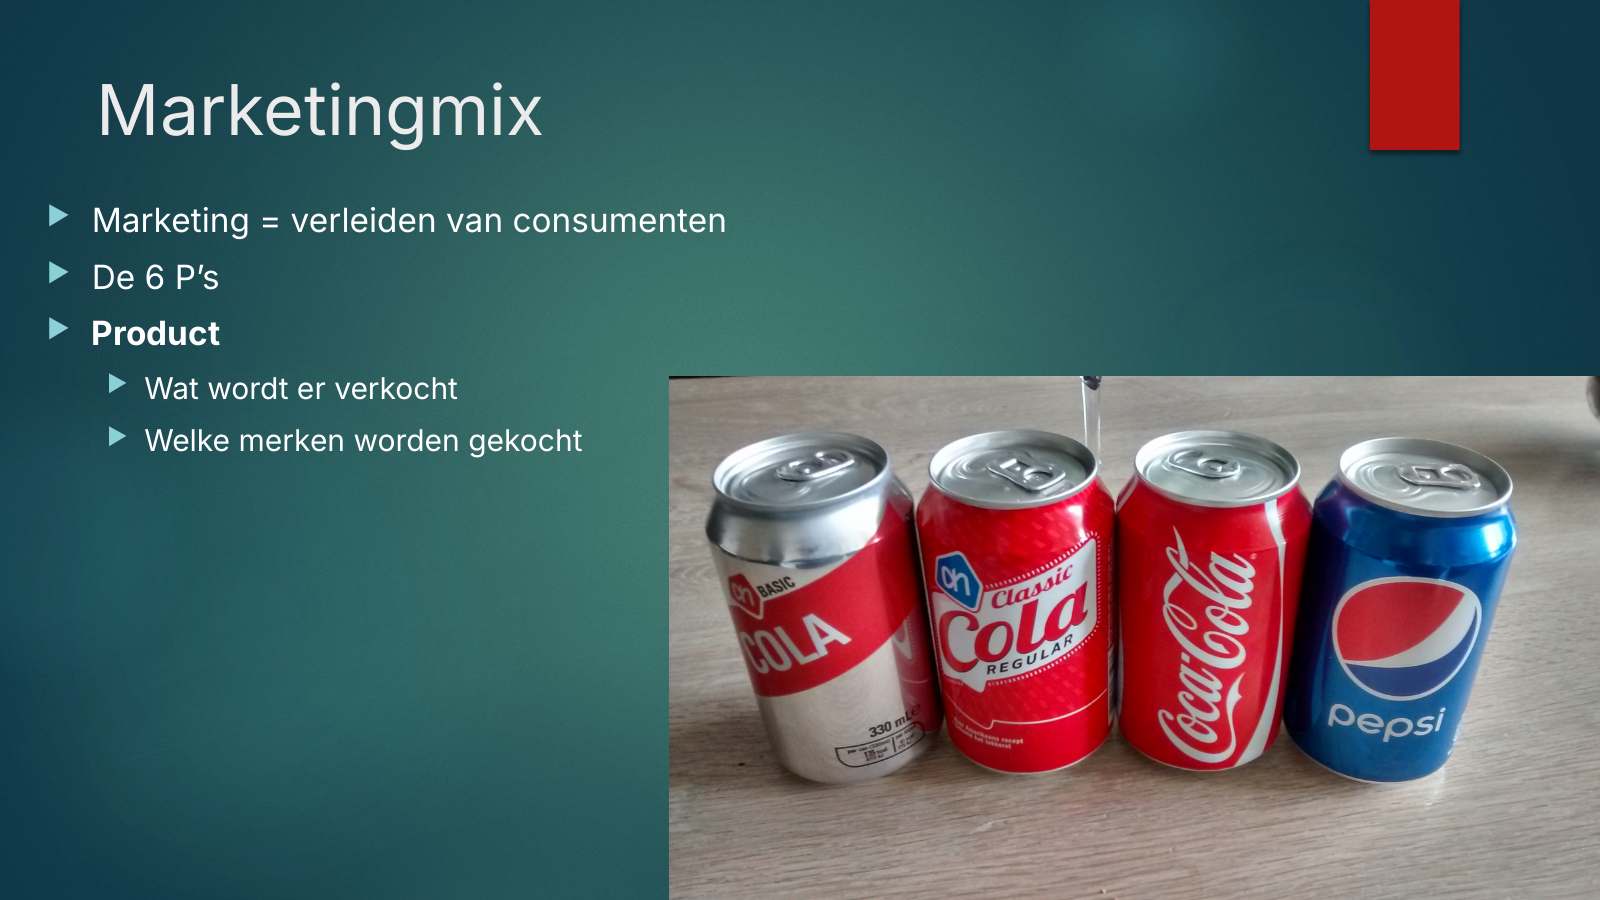 Marketingmix
Marketing = verleiden van consumenten
De 6 P’s
Product
Wat wordt er verkocht
Welke merken worden gekocht
ah BASIC
COLA
330 mL
ah Classic
Cola
REGULAR
Coca-Cola
pepsi